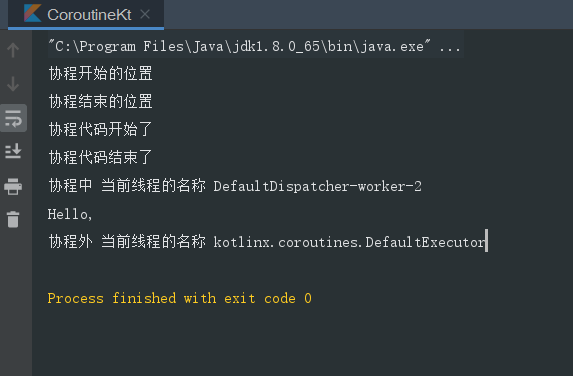 CoroutineKt
"C:\Program Files\Java\jdk1.8.0_65\bin\java.exe" ...
协程开始的位置
协程结束的位置
协程代码开始了
协程代码结束了
协程中 当前线程的名称 DefaultDispatcher-worker-2
Hello,
协程外 当前线程的名称 kotlinx.coroutines.DefaultExecutor
Process finished with exit code 0